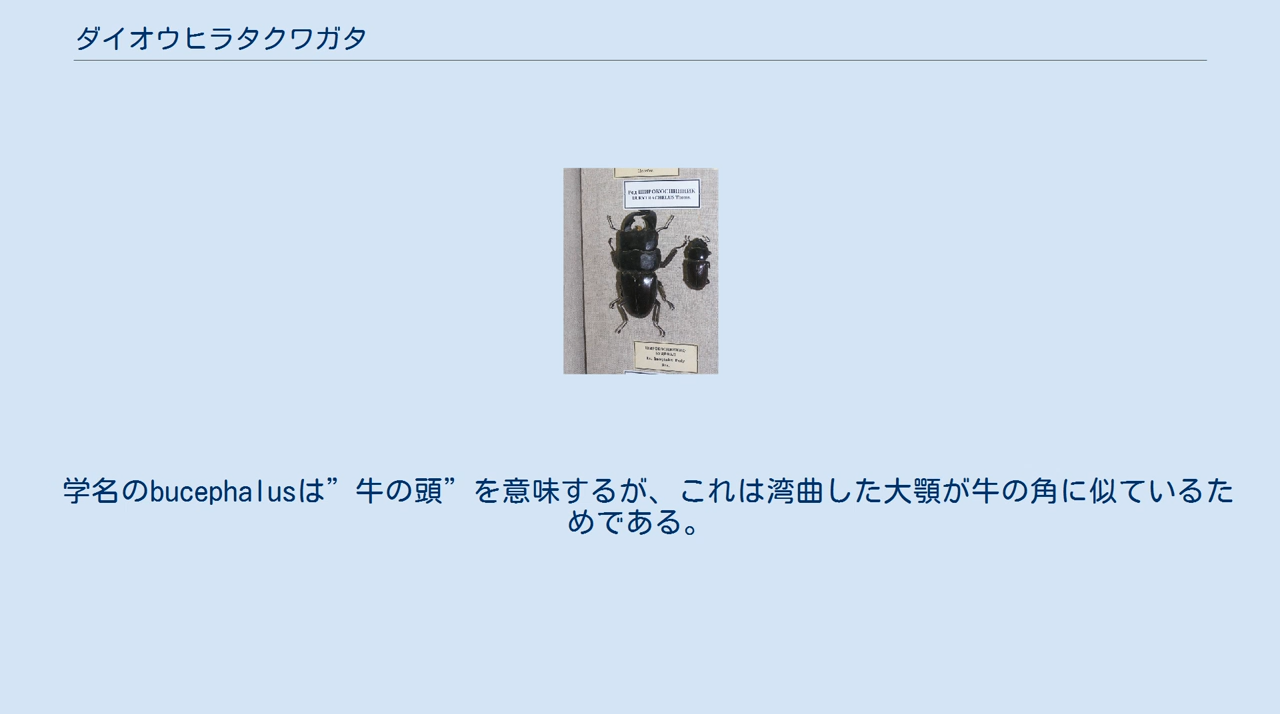 ダイオウヒラタクワガタ
Род ШИРОКОУСИЩНИК
学名のbucephalusは”牛の頭”を意味するが、これは湾曲した大顎が牛の角に似ているた
めである。